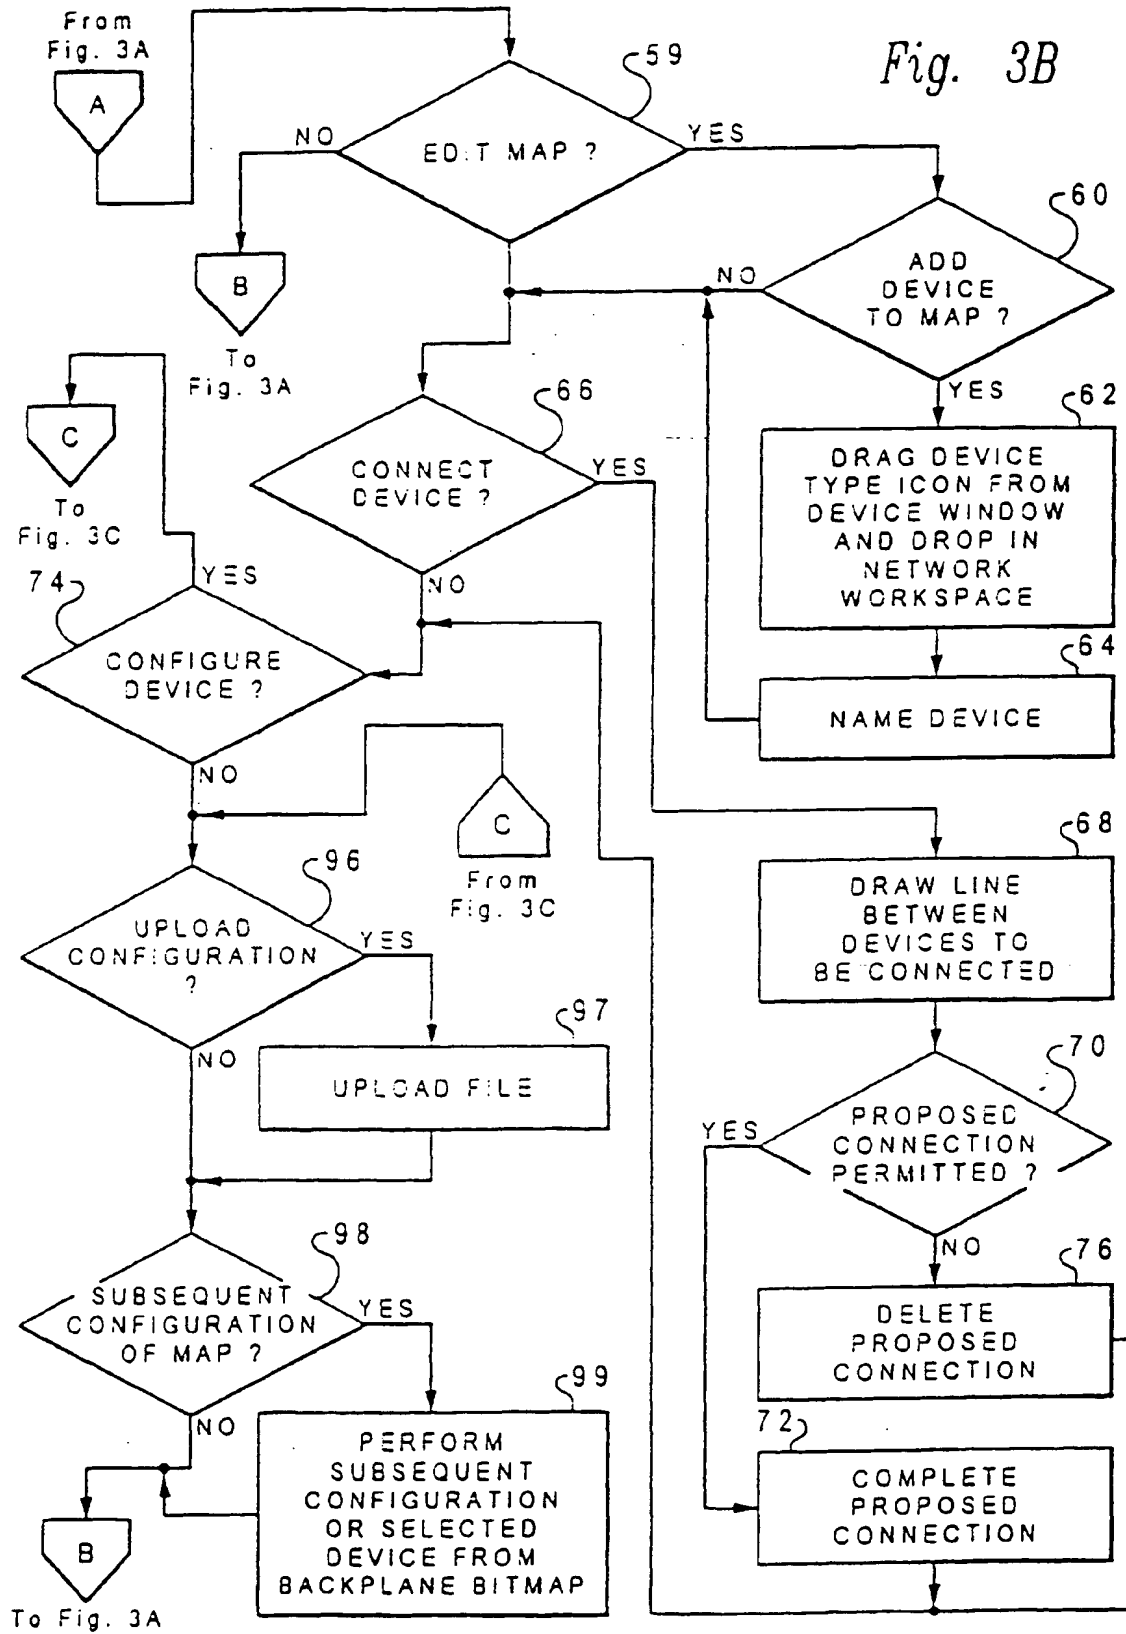 From
Fig. 3A
A
Fig. 3B
59
EDIT MAP ?
NO
YES
B
To
Fig. 3A
60
ADD
DEVICE
TO MAP ?
NO
YES
C
To
Fig. 3C
66
CONNECT
DEVICE ?
YES
NO
62
DRAG DEVICE
TYPE ICON FROM
DEVICE WINDOW
AND DROP IN
NETWORK
WORKSPACE
74
YES
CONFIGURE
DEVICE ?
NO
64
NAME DEVICE
C
From
Fig. 3C
68
DRAW LINE
BETWEEN
DEVICES TO
BE CONNECTED
96
UPLOAD
CONFIGURATION
?
YES
NO
97
UPLOAD FILE
70
PROPOSED
CONNECTION
PERMITTED ?
YES
NO
98
SUBSEQUENT
CONFIGURATION
OF MAP ?
YES
NO
76
DELETE
PROPOSED
CONNECTION
99
PERFORM
SUBSEQUENT
CONFIGURATION
OR SELECTED
DEVICE FROM
BACKPLANE BITMAP
72
COMPLETE
PROPOSED
CONNECTION
B
To Fig. 3A